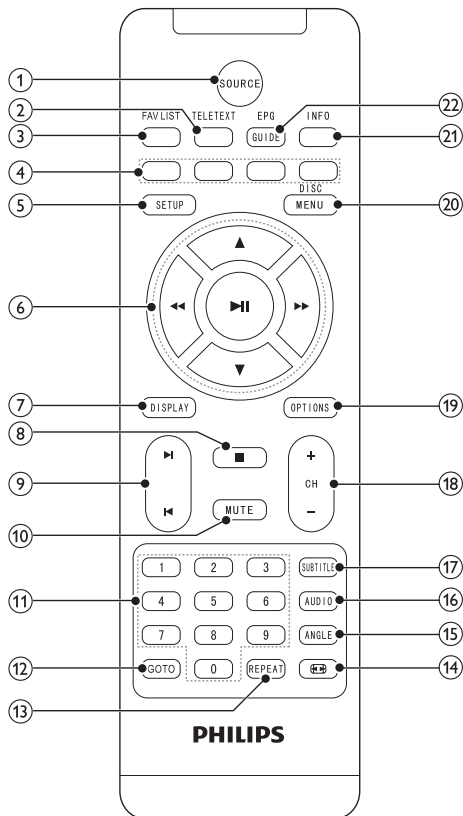 1
SOURCE
2
22
FAV LIST TELETEXT EPG INFO
3
GUIDE
21
4
DISC
5
SETUP
MENU
20
6
7
DISPLAY
OPTIONS
19
8
+
9
CH
18
-
10
MUTE
1 2 3 SUBTITLE
17
11
4 5 6 AUDIO
16
7 8 9 ANGLE
15
12
GOTO 0 REPEAT
14
13
PHILIPS